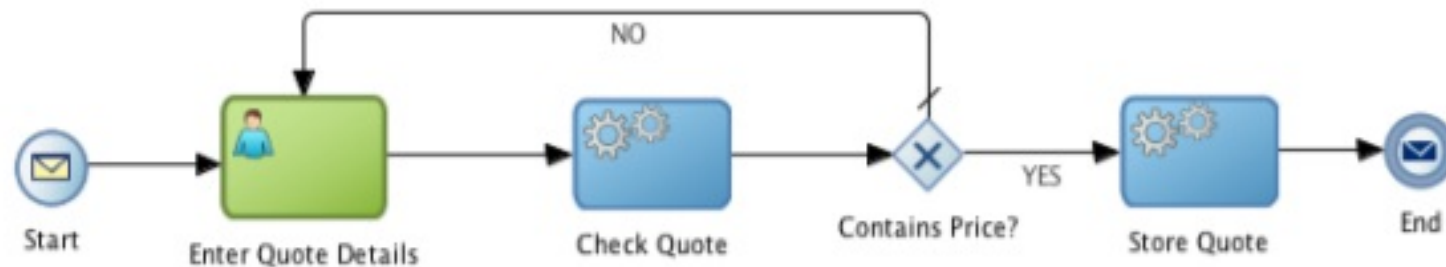 NO
YES
Start
Enter Quote Details
Check Quote
Contains Price?
Store Quote
End